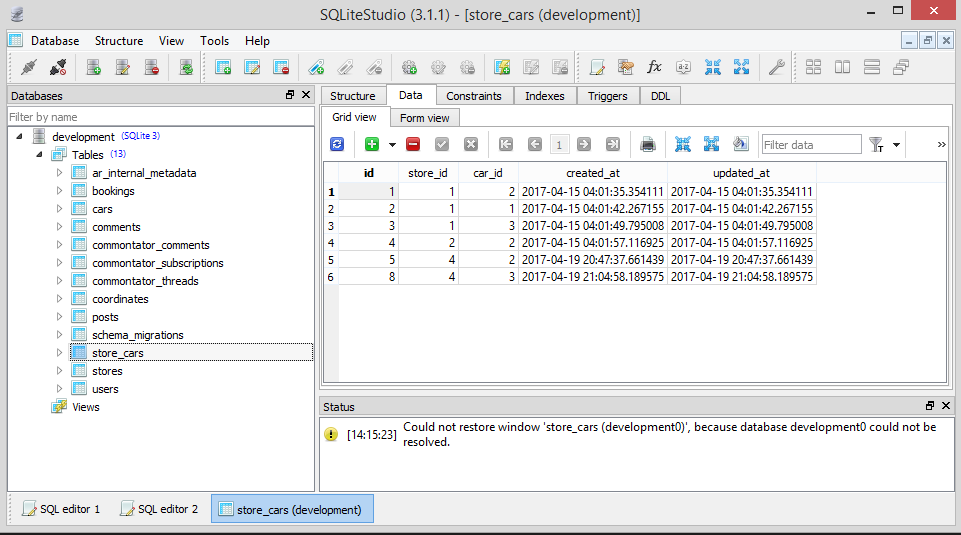 SQLiteStudio (3.1.1) - [store_cars (development)]
Database Structure View Tools Help
Databases
Filter by name
development (SQLite 3)
Tables (13)
ar_internal_metadata
bookings
cars
comments
commontator_comments
commontator_subscriptions
commontator_threads
coordinates
posts
schema_migrations
store_cars
stores
users
Views
Structure Data Constraints Indexes Triggers DDL
Grid view Form view
1 Filter data »
id store_id car_id created_at updated_at
1 1 1 2 2017-04-15 04:01:35.354111 2017-04-15 04:01:35.354111
2 2 1 1 2017-04-15 04:01:42.267155 2017-04-15 04:01:42.267155
3 3 1 3 2017-04-15 04:01:49.795008 2017-04-15 04:01:49.795008
4 4 2 2 2017-04-15 04:01:57.116925 2017-04-15 04:01:57.116925
5 5 4 2 2017-04-19 20:47:37.661439 2017-04-19 20:47:37.661439
6 8 4 3 2017-04-19 21:04:58.189575 2017-04-19 21:04:58.189575
Status
[14:15:23] Could not restore window 'store_cars (development0)', because database development0 could not be
resolved.
SQL editor 1 SQL editor 2 store_cars (development)